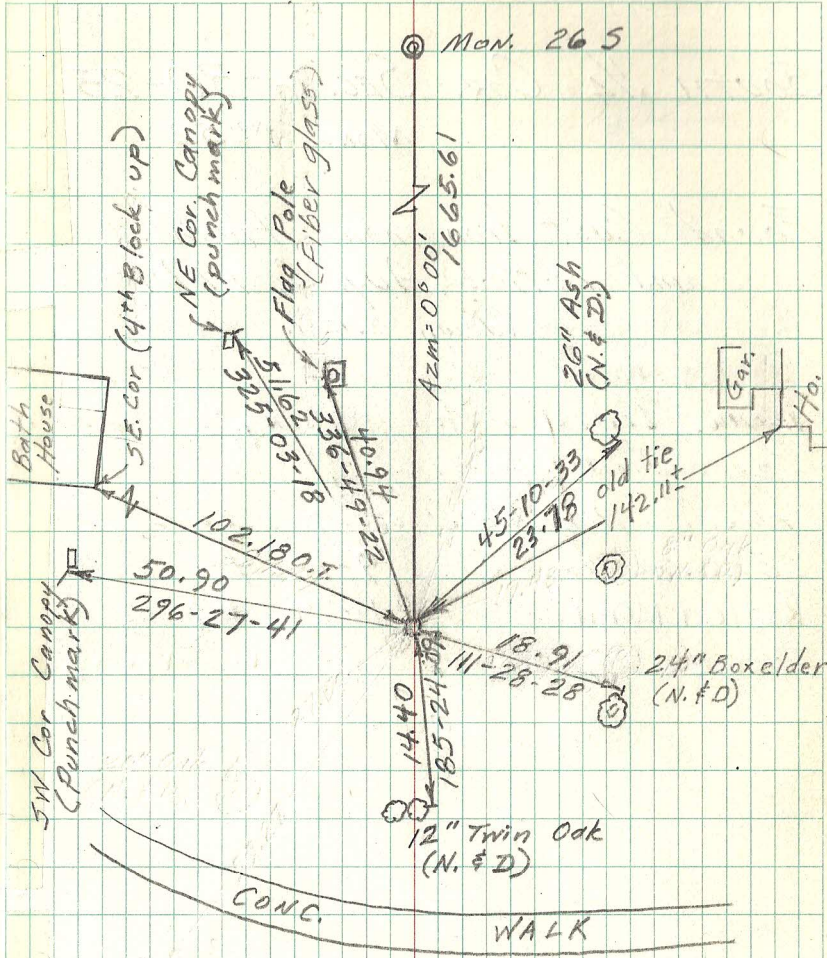 MON. 26 S
1665.61
Azm=0°00'
SE. Cor (4th Block up)
NE Cor. Canopy
(punch mark)
Flag Pole
(Fiber glass)
26" Ash
(N. & D.)
Gar.
Ho.
Bath
House
51.62
325-03-18
40.94
336-49-22
45-10-33
23.78
old tie
142.11±
102.18 O.T.
50.90
296-27-41
SW Cor Canopy
(Punch mark)
18.91
111-28-28
24" Boxelder
(N. & D)
14.40
12" Twin Oak
(N. & D)
CONC.
WALK